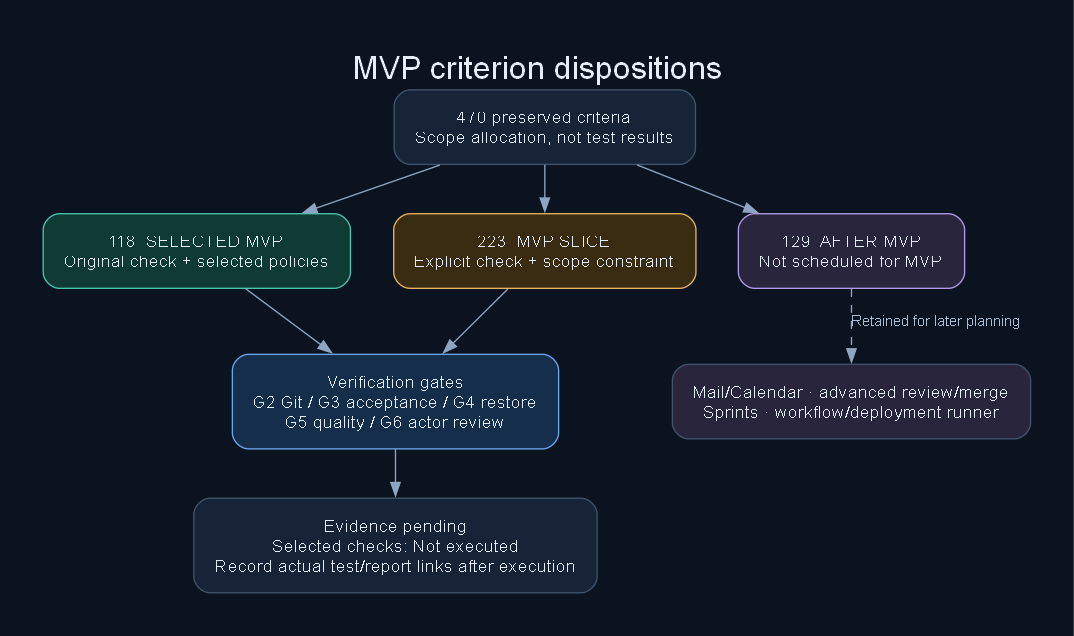 MVP criterion dispositions
470 preserved criteria
Scope allocation, not test results
118 SELECTED MVP
Original check + selected policies
223 MVP SLICE
Explicit check + scope constraint
129 AFTER MVP
Not scheduled for MVP
Retained for later planning
Verification gates
G2 Git / G3 acceptance / G4 restore
G5 quality / G6 actor review
Mail/Calendar · advanced review/merge
Sprints · workflow/deployment runner
Evidence pending
Selected checks: Not executed
Record actual test/report links after execution